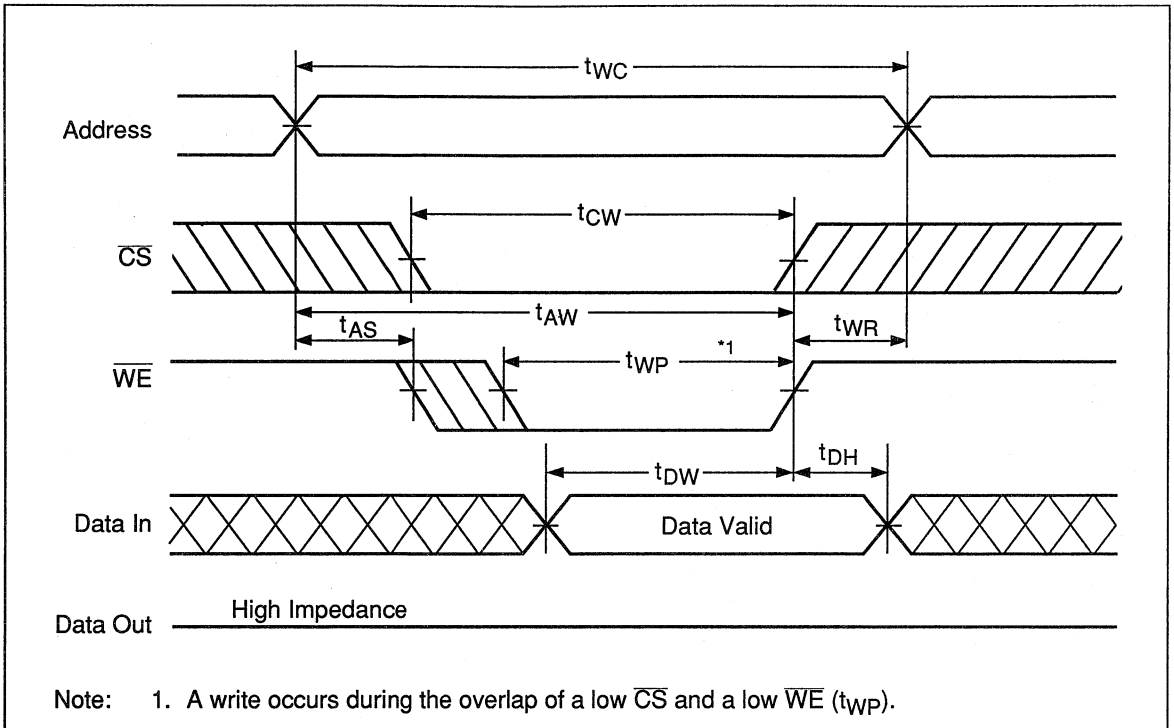 tWC
Address
tCW
CS
tAW
tAS
tWR
WE
tWP *1
tDW
tDH
Data In
Data Valid
High Impedance
Data Out
Note: 1. A write occurs during the overlap of a low CS and a low WE (tWP).